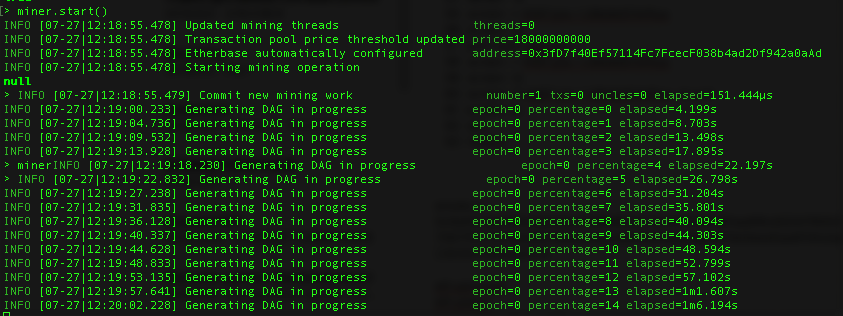 [> miner.start()
INFO [07-27|12:18:55.478] Updated mining threads threads=0
INFO [07-27|12:18:55.478] Transaction pool price threshold updated price=18000000000
INFO [07-27|12:18:55.478] Etherbase automatically configured address=0x3fD7f40Ef57114Fc7FcecF038b4ad2Df942a0aAd
INFO [07-27|12:18:55.478] Starting mining operation
null
> INFO [07-27|12:18:55.479] Commit new mining work number=1 txs=0 uncles=0 elapsed=151.444µs
INFO [07-27|12:19:00.233] Generating DAG in progress epoch=0 percentage=0 elapsed=4.199s
INFO [07-27|12:19:04.736] Generating DAG in progress epoch=0 percentage=1 elapsed=8.703s
INFO [07-27|12:19:09.532] Generating DAG in progress epoch=0 percentage=2 elapsed=13.498s
INFO [07-27|12:19:13.928] Generating DAG in progress epoch=0 percentage=3 elapsed=17.895s
> minerINFO [07-27|12:19:18.230] Generating DAG in progress epoch=0 percentage=4 elapsed=22.197s
> INFO [07-27|12:19:22.832] Generating DAG in progress epoch=0 percentage=5 elapsed=26.798s
INFO [07-27|12:19:27.238] Generating DAG in progress epoch=0 percentage=6 elapsed=31.204s
INFO [07-27|12:19:31.835] Generating DAG in progress epoch=0 percentage=7 elapsed=35.801s
INFO [07-27|12:19:36.128] Generating DAG in progress epoch=0 percentage=8 elapsed=40.094s
INFO [07-27|12:19:40.337] Generating DAG in progress epoch=0 percentage=9 elapsed=44.303s
INFO [07-27|12:19:44.628] Generating DAG in progress epoch=0 percentage=10 elapsed=48.594s
INFO [07-27|12:19:48.833] Generating DAG in progress epoch=0 percentage=11 elapsed=52.799s
INFO [07-27|12:19:53.135] Generating DAG in progress epoch=0 percentage=12 elapsed=57.102s
INFO [07-27|12:19:57.641] Generating DAG in progress epoch=0 percentage=13 elapsed=1m1.607s
INFO [07-27|12:20:02.228] Generating DAG in progress epoch=0 percentage=14 elapsed=1m6.194s